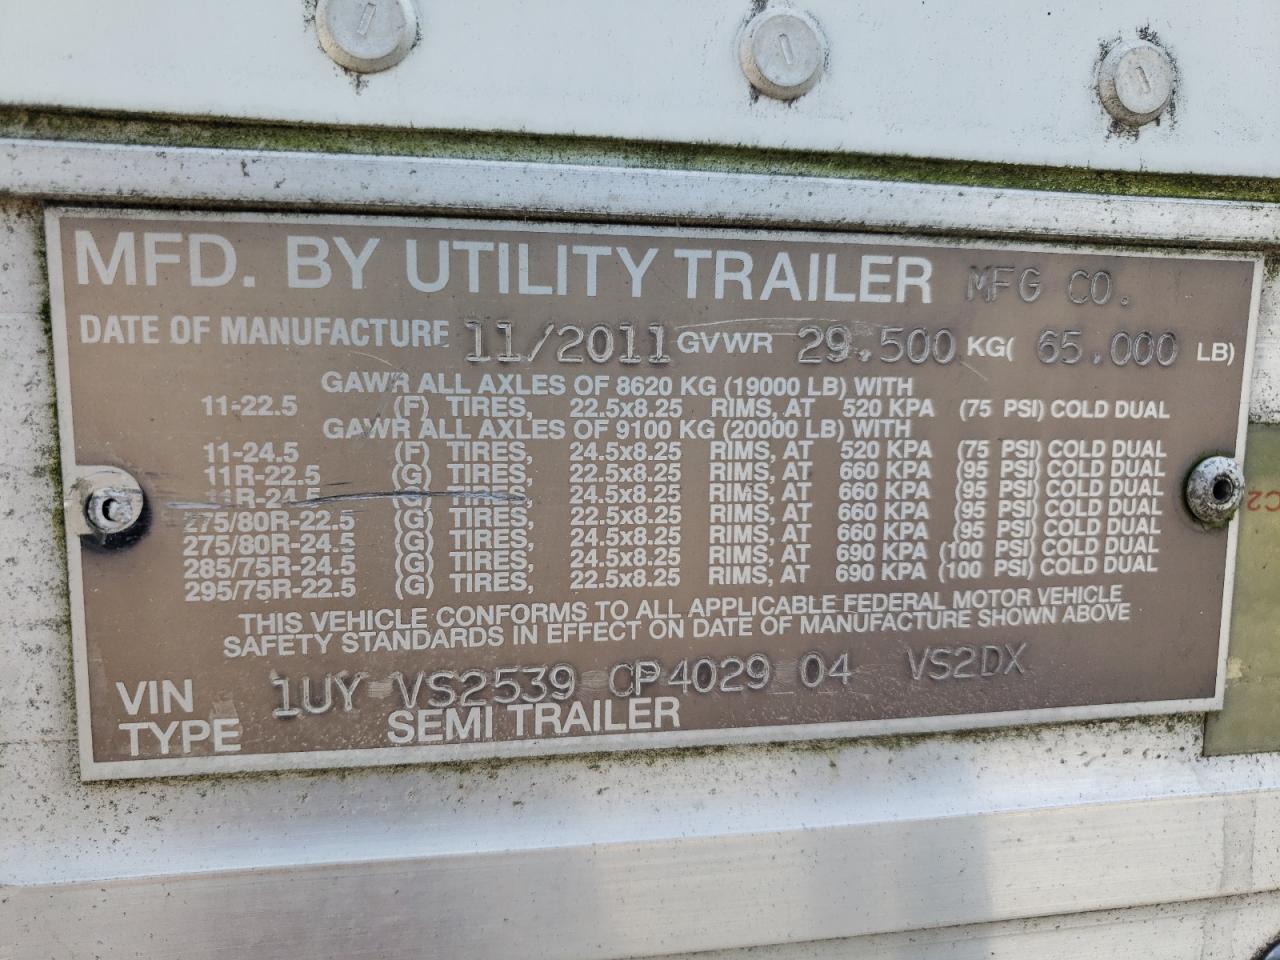 MFD. BY UTILITY TRAILER MFG CO.
DATE OF MANUFACTURE 11/2011 GVWR 29,500 KG( 65,000 LB)
GAWR ALL AXLES OF 8620 KG (19000 LB) WITH
11-22.5 (F) TIRES, 22.5x8.25 RIMS, AT 520 KPA (75 PSI) COLD DUAL
GAWR ALL AXLES OF 9100 KG (20000 LB) WITH
11-24.5 (F) TIRES, 24.5x8.25 RIMS, AT 520 KPA (75 PSI) COLD DUAL
11R-22.5 (G) TIRES, 22.5x8.25 RIMS, AT 660 KPA (95 PSI) COLD DUAL
11R-24.5 (G) TIRES, 24.5x8.25 RIMS, AT 660 KPA (95 PSI) COLD DUAL
275/80R-22.5 (G) TIRES, 22.5x8.25 RIMS, AT 660 KPA (95 PSI) COLD DUAL
275/80R-24.5 (G) TIRES, 24.5x8.25 RIMS, AT 660 KPA (95 PSI) COLD DUAL
285/75R-24.5 (G) TIRES, 24.5x8.25 RIMS, AT 690 KPA (100 PSI) COLD DUAL
295/75R-22.5 (G) TIRES, 22.5x8.25 RIMS, AT 690 KPA (100 PSI) COLD DUAL
THIS VEHICLE CONFORMS TO ALL APPLICABLE FEDERAL MOTOR VEHICLE
SAFETY STANDARDS IN EFFECT ON DATE OF MANUFACTURE SHOWN ABOVE
VIN 1UY VS2539 CP4029 04 VS2DX
TYPE SEMI TRAILER